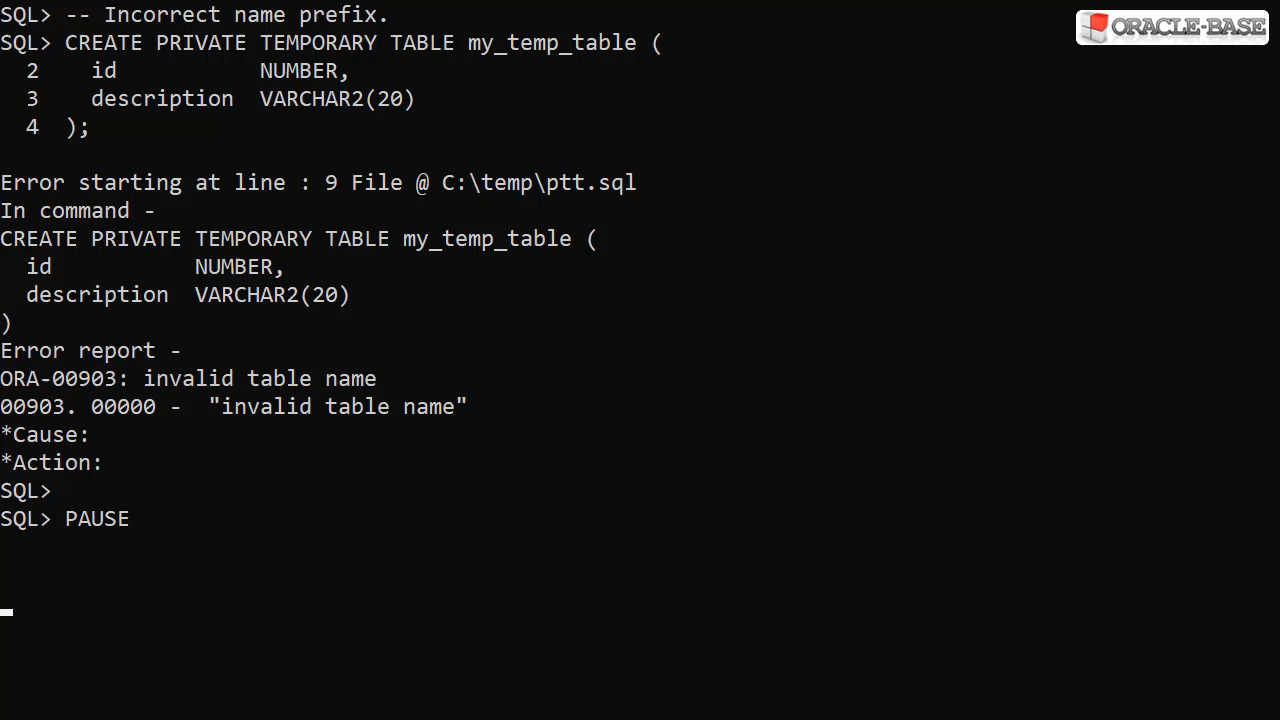 SQL> -- Incorrect name prefix.
SQL> CREATE PRIVATE TEMPORARY TABLE my_temp_table (
  2    id           NUMBER,
  3    description  VARCHAR2(20)
  4  );
Error starting at line : 9 File @ C:\temp\ptt.sql
In command -
CREATE PRIVATE TEMPORARY TABLE my_temp_table (
  id           NUMBER,
  description  VARCHAR2(20)
)
Error report -
ORA-00903: invalid table name
00903. 00000 -  "invalid table name"
*Cause:
*Action:
SQL>
SQL> PAUSE
ORACLE-BASE